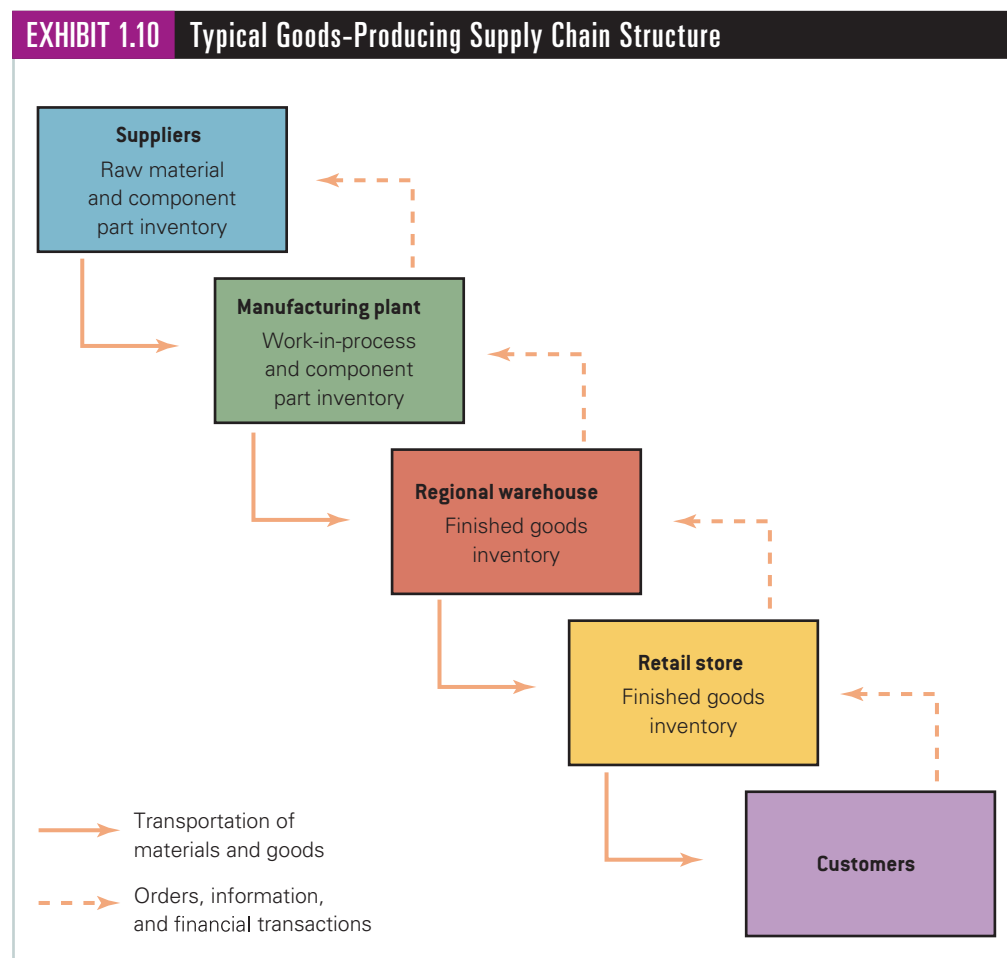 EXHIBIT 1.10 Typical Goods-Producing Supply Chain Structure
Suppliers
Raw material
and component
part inventory
Manufacturing plant
Work-in-process
and component
part inventory
Regional warehouse
Finished goods
inventory
Retail store
Finished goods
inventory
Customers
Transportation of
materials and goods
Orders, information,
and financial transactions